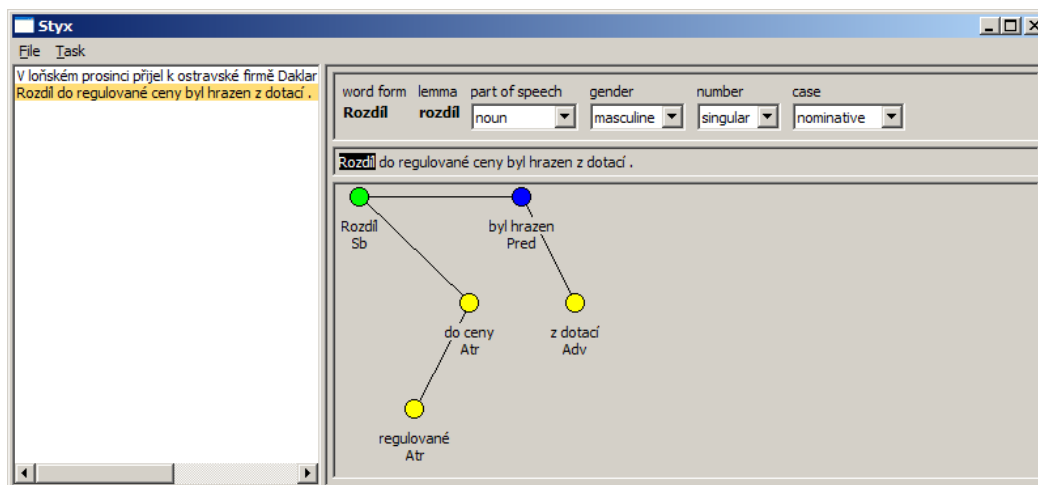 Styx
File Task
V loňském prosinci přijel k ostravské firmě Daklar
Rozdíl do regulované ceny byl hrazen z dotací .
word form lemma part of speech gender number case
Rozdíl rozdíl noun masculine singular nominative
Rozdíl do regulované ceny byl hrazen z dotací .
Rozdíl byl hrazen
Sb Pred
do ceny z dotací
Atr Adv
regulované
Atr